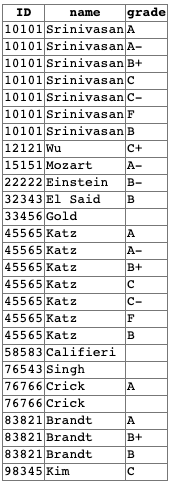 ID name grade
10101 Srinivasan A
10101 Srinivasan A-
10101 Srinivasan B+
10101 Srinivasan C
10101 Srinivasan C-
10101 Srinivasan F
10101 Srinivasan B
12121 Wu C+
15151 Mozart A-
22222 Einstein B-
32343 El Said B
33456 Gold
45565 Katz A
45565 Katz A-
45565 Katz B+
45565 Katz C
45565 Katz C-
45565 Katz F
45565 Katz B
58583 Califieri
76543 Singh
76766 Crick A
76766 Crick
83821 Brandt A
83821 Brandt B+
83821 Brandt B
98345 Kim C